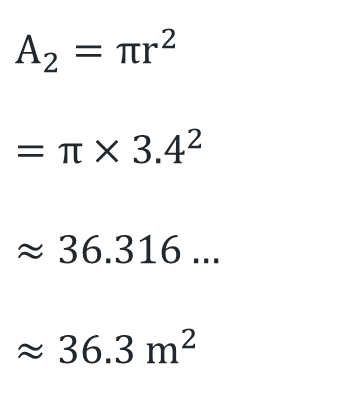 A₂ = πr²
= π × 3.4²
≈ 36.316 ...
≈ 36.3 m²